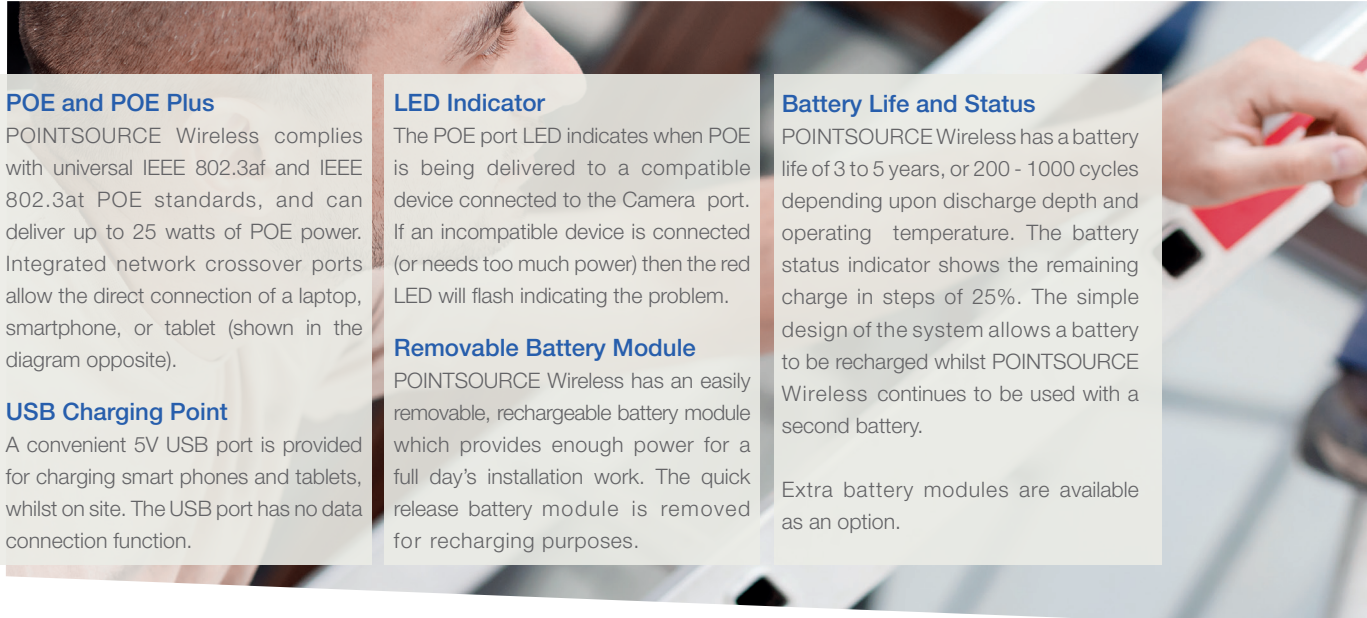 POE and POE Plus
POINTSOURCE Wireless complies
with universal IEEE 802.3af and IEEE
802.3at POE standards, and can
deliver up to 25 watts of POE power.
Integrated network crossover ports
allow the direct connection of a laptop,
smartphone, or tablet (shown in the
diagram opposite).
USB Charging Point
A convenient 5V USB port is provided
for charging smart phones and tablets,
whilst on site. The USB port has no data
connection function.
LED Indicator
The POE port LED indicates when POE
is being delivered to a compatible
device connected to the Camera port.
If an incompatible device is connected
(or needs too much power) then the red
LED will flash indicating the problem.
Removable Battery Module
POINTSOURCE Wireless has an easily
removable, rechargeable battery module
which provides enough power for a
full day’s installation work. The quick
release battery module is removed
for recharging purposes.
Battery Life and Status
POINTSOURCE Wireless has a battery
life of 3 to 5 years, or 200 - 1000 cycles
depending upon discharge depth and
operating temperature. The battery
status indicator shows the remaining
charge in steps of 25%. The simple
design of the system allows a battery
to be recharged whilst POINTSOURCE
Wireless continues to be used with a
second battery.
Extra battery modules are available
as an option.